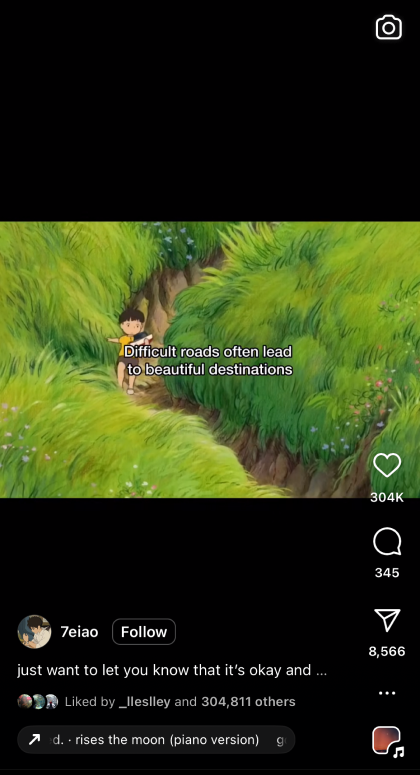 Difficult roads often lead
to beautiful destinations
304K
345
8,566
7eiao Follow
just want to let you know that it’s okay and ...
Liked by _lleslley and 304,811 others
d. · rises the moon (piano version)